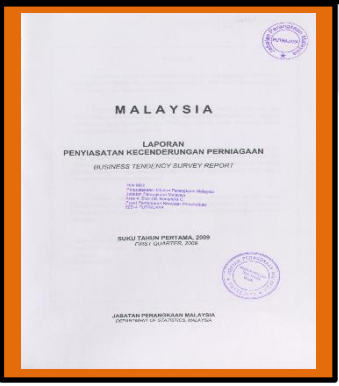 PUTRAJAYA
MALAYSIA
LAPORAN
PENYIASATAN KECENDERUNGAN PERNIAGAAN
BUSINESS TENDENCY SURVEY REPORT
SUKU TAHUN PERTAMA, 2009
FIRST QUARTER, 2009
JABATAN PERANGKAAN MALAYSIA
DEPARTMENT OF STATISTICS, MALAYSIA